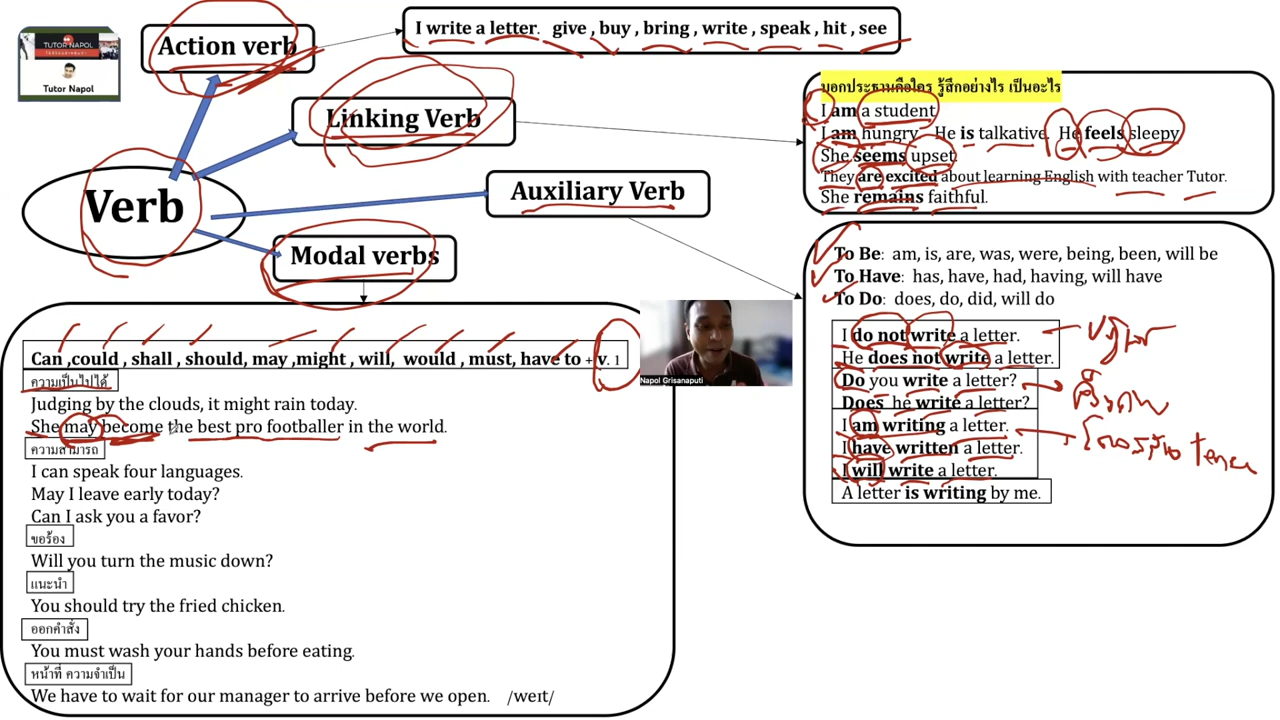 TUTOR NAPOL
Tutor Napol
Action verb
I write a letter. give , buy , bring , write , speak , hit , see
Linking Verb
บอกประธานคือใคร รู้สึกอย่างไร เป็นอะไร
I am a student.
I am hungry. He is talkative. He feels sleepy.
She seems upset.
They are excited about learning English with teacher Tutor.
She remains faithful.
Verb
Auxiliary Verb
Modal verbs
To Be: am, is, are, was, were, being, been, will be
To Have: has, have, had, having, will have
To Do: does, do, did, will do
I do not write a letter.
He does not write a letter.
Do you write a letter?
Does he write a letter?
I am writing a letter.
I have written a letter.
I will write a letter.
A letter is writing by me.
tense
Napol Grisanaputi
Can ,could , shall , should, may ,might , will, would , must, have to + v. 1
ความเป็นไปได้
Judging by the clouds, it might rain today.
She may become the best pro footballer in the world.
ความสามารถ
I can speak four languages.
May I leave early today?
Can I ask you a favor?
ขอร้อง
Will you turn the music down?
แนะนำ
You should try the fried chicken.
ออกคำสั่ง
You must wash your hands before eating.
หน้าที่ ความจำเป็น
We have to wait for our manager to arrive before we open. /weɪt/